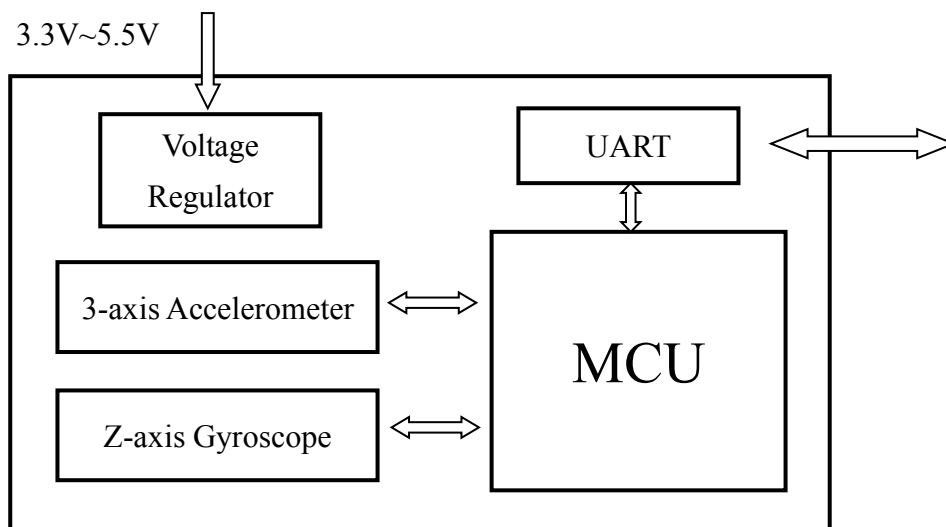 3.3V~5.5V
Voltage
Regulator
UART
3-axis Accelerometer
MCU
Z-axis Gyroscope